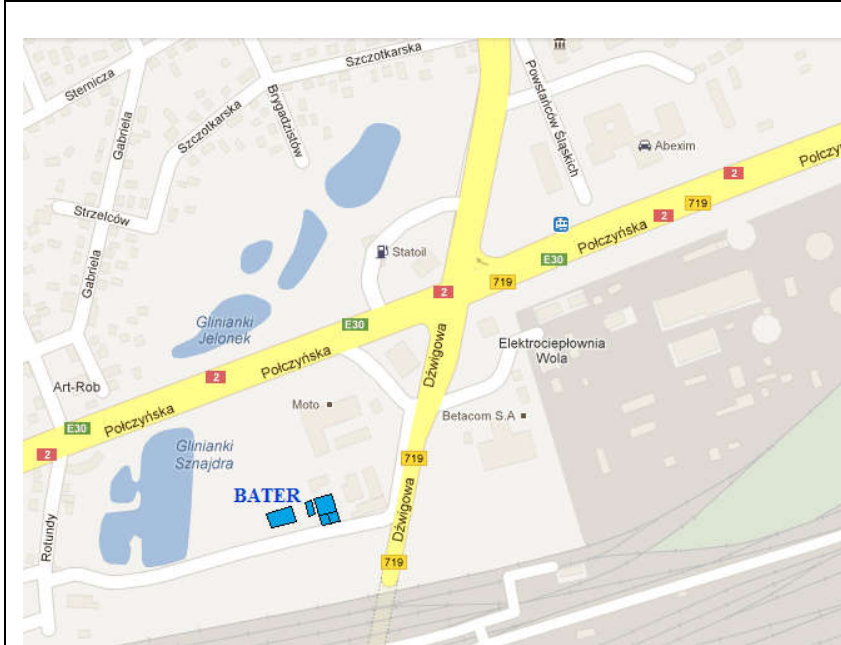 Szczotkarska
Sternicza
Powstańców Śląskich
Brygadzistów
Gabriela
Szczotkarska
Abexim
Połczy
2
719
2
Strzelców
Połczyńska
Statoil
E30
719
Gabriela
2
Glinianki
Jelonek
E30
Dźwigowa
Elektrociepłownia
Wola
Połczyńska
2
Art-Rob
Moto
Betacom S.A
Połczyńska
E30
Glinianki
Sznajdra
2
719
BATER
Dźwigowa
Rotundy
719